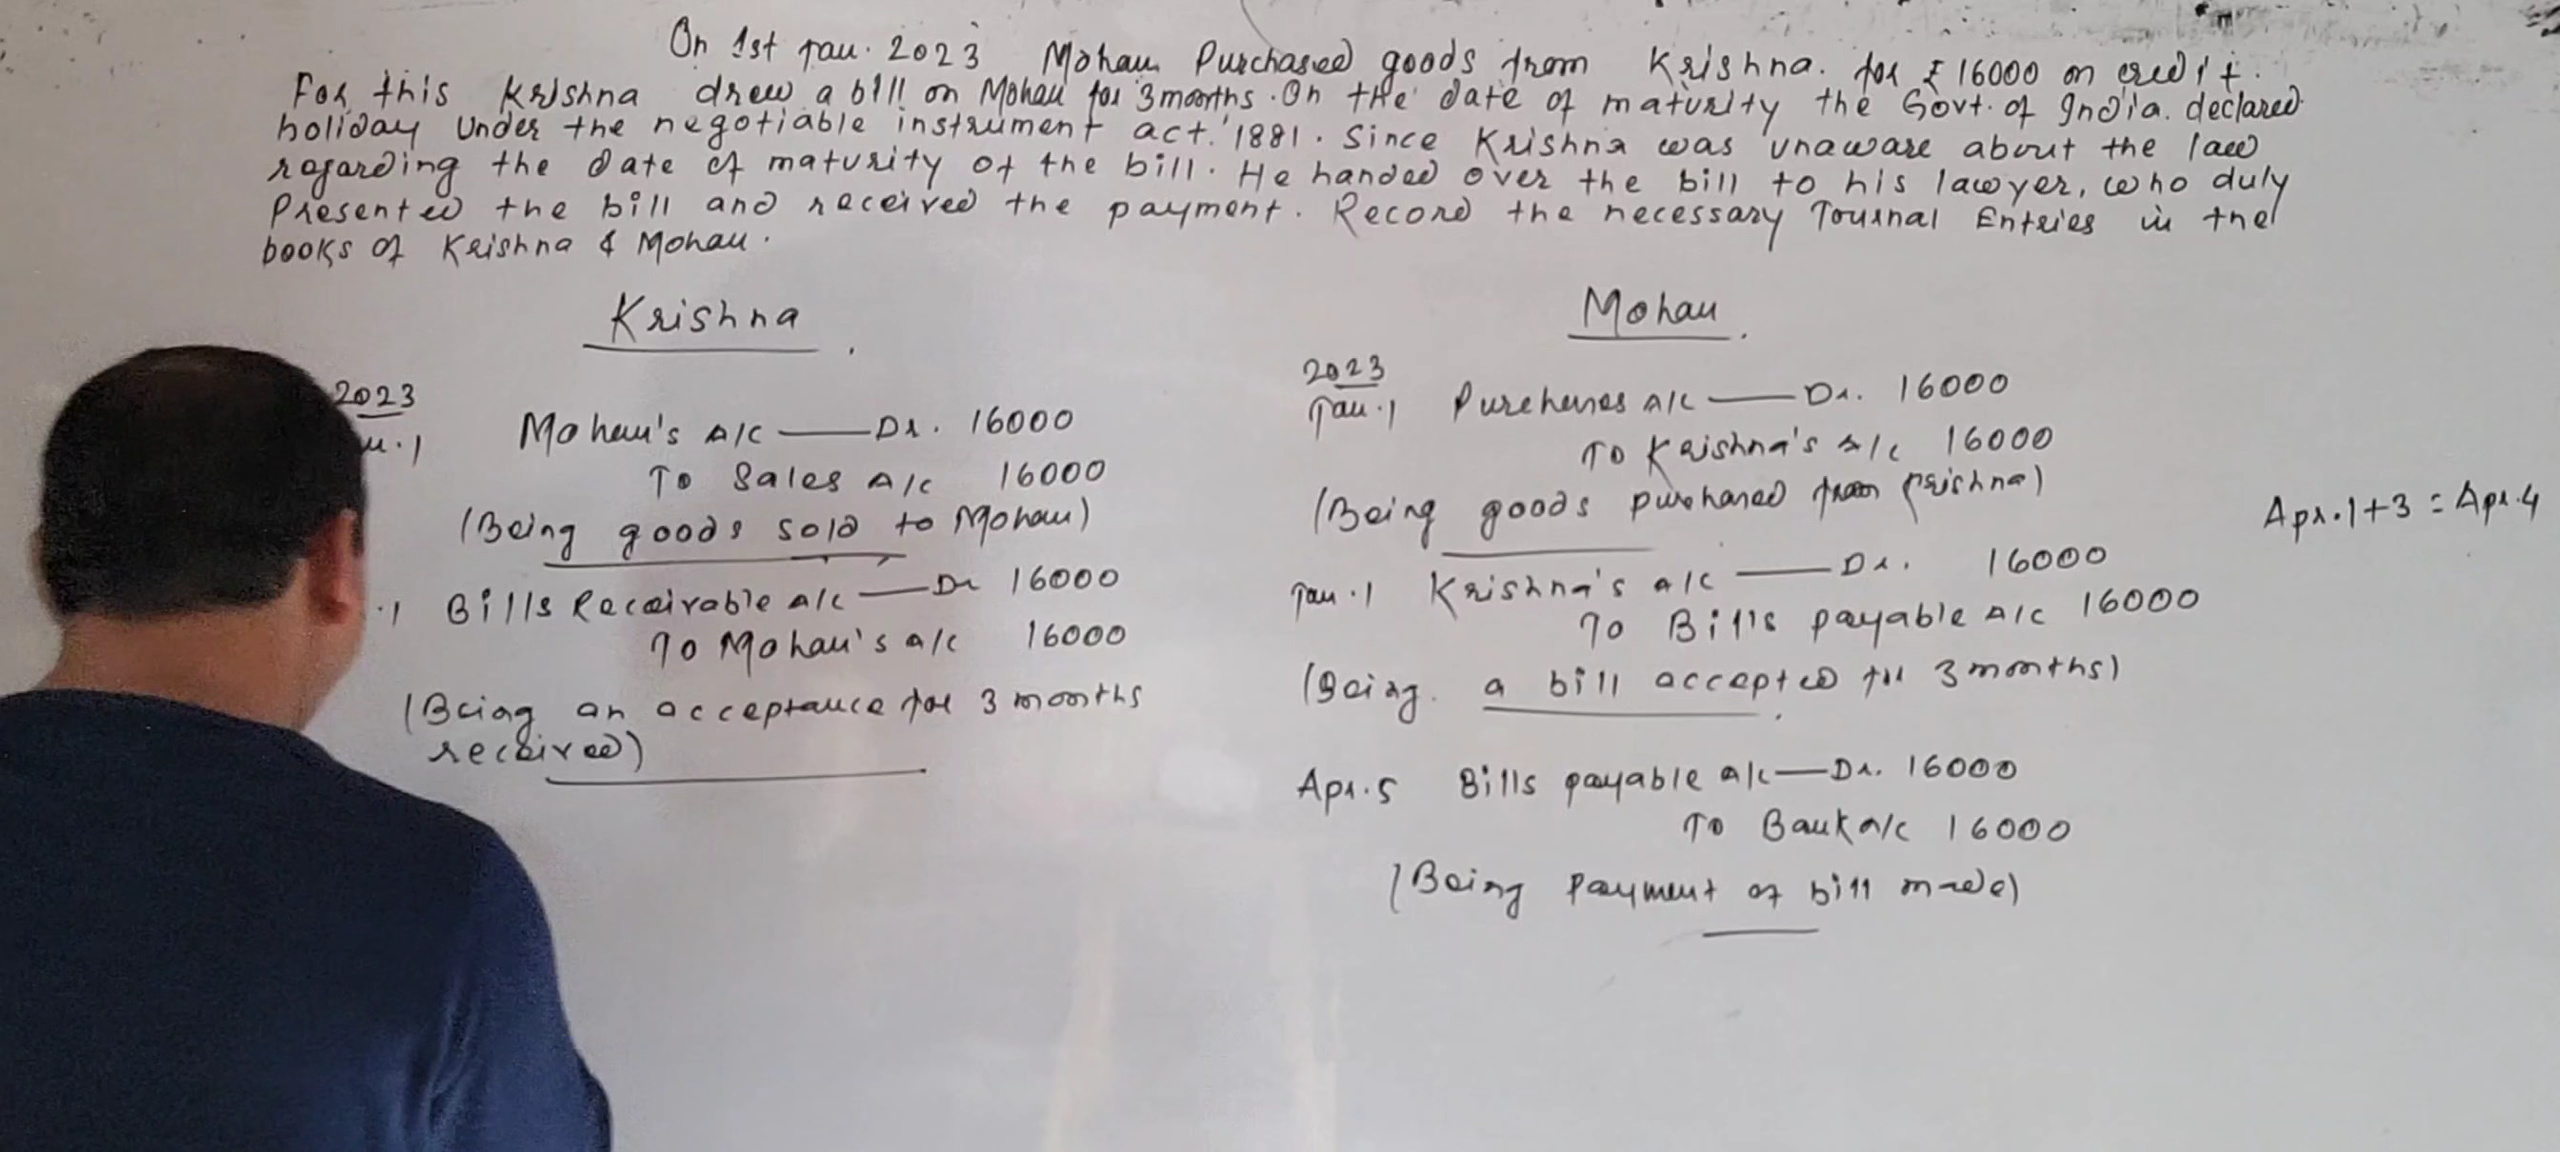 On 1st Jan. 2023 Mohan Purchased goods from Krishna. for ₹ 16000 on credit.
For this Krishna drew a bill on Mohan for 3 months. On the date of maturity the Govt. of India. declared
holiday Under the negotiable instrument act. '1881. Since Krishna was unaware about the law
regarding the date of maturity of the bill. He handed over the bill to his lawyer, who duly
Presented the bill and received the payment. Record the necessary Journal Entries in the
books of Krishna & Mohan.
Krishna
2023
.1 Mohan's A/c — Dr. 16000
To Sales A/c 16000
(Being goods sold to Mohan)
.1 Bills Receivable a/c — Dr 16000
To Mohan's a/c 16000
(Being an acceptance for 3 months
received)
Mohan
2023
Jan.1 Purchases A/c — Dr. 16000
To Krishna's a/c 16000
(Being goods purchased from Krishna)
Jan.1 Krishna's a/c — Dr. 16000
To Bills payable A/c 16000
(Being. a bill accepted for 3 months)
Apr.5 Bills payable a/c — Dr. 16000
To Bank a/c 16000
(Being Payment of bill made)
Apr.1+3 = Apr.4